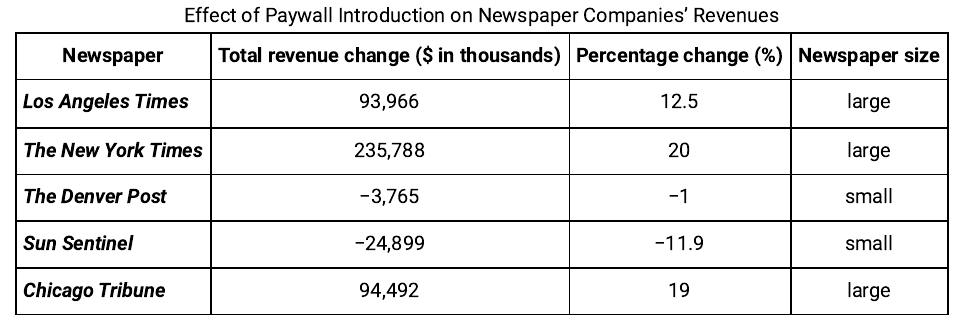 Effect of Paywall Introduction on Newspaper Companies’ Revenues
Newspaper Total revenue change ($ in thousands) Percentage change (%) Newspaper size
Los Angeles Times 93,966 12.5 large
The New York Times 235,788 20 large
The Denver Post −3,765 −1 small
Sun Sentinel −24,899 −11.9 small
Chicago Tribune 94,492 19 large